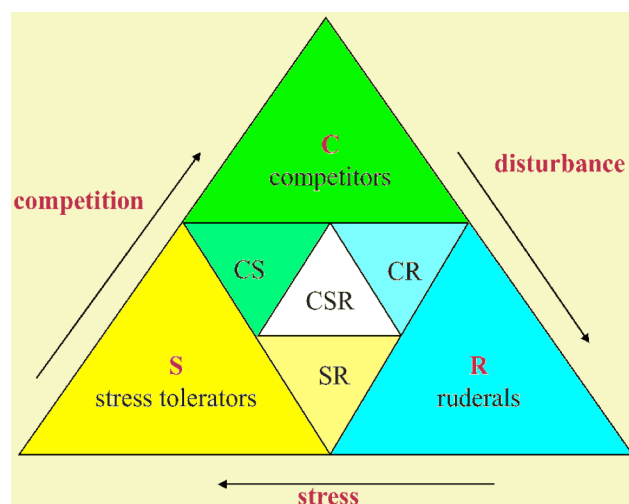 C
competitors
disturbance
competition
CS
CR
CSR
S
stress tolerators
SR
R
ruderals
stress